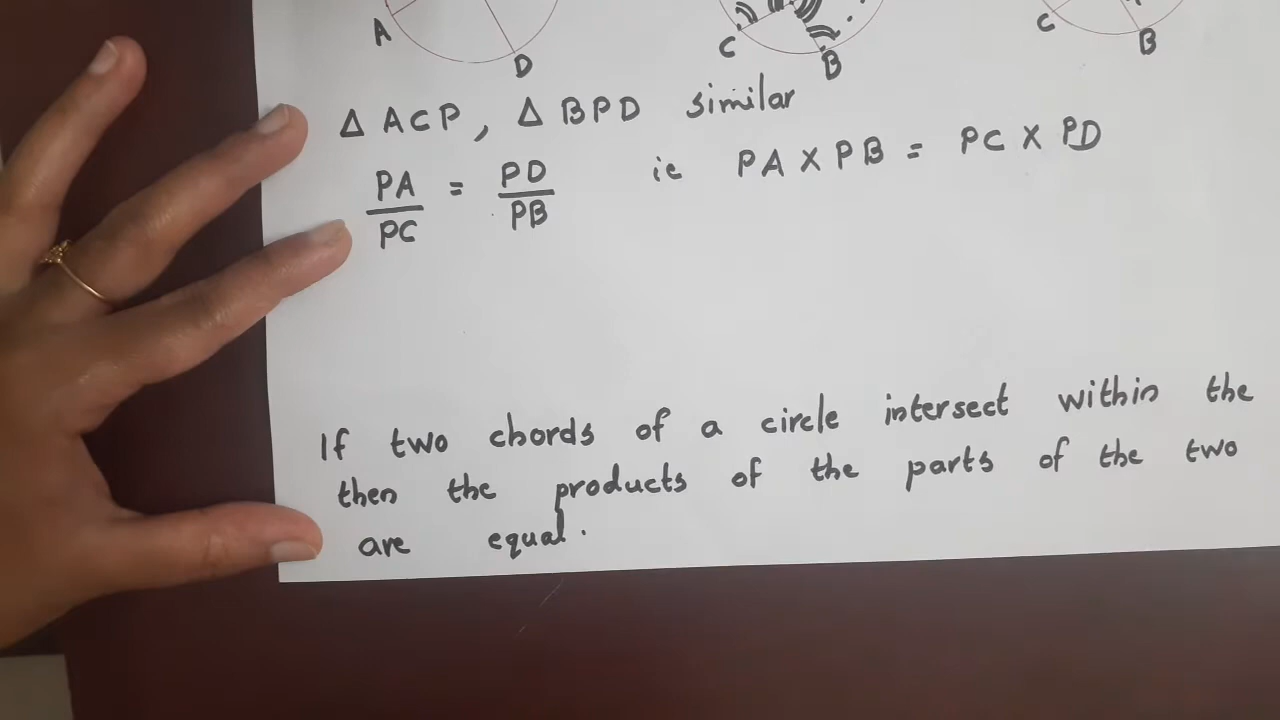 A
D
C
B
C
B
Δ ACP, Δ BPD similar
PA/PC = PD/PB ie PA X PB = PC X PD
If two chords of a circle intersect within the
then the products of the parts of the two
are equal.